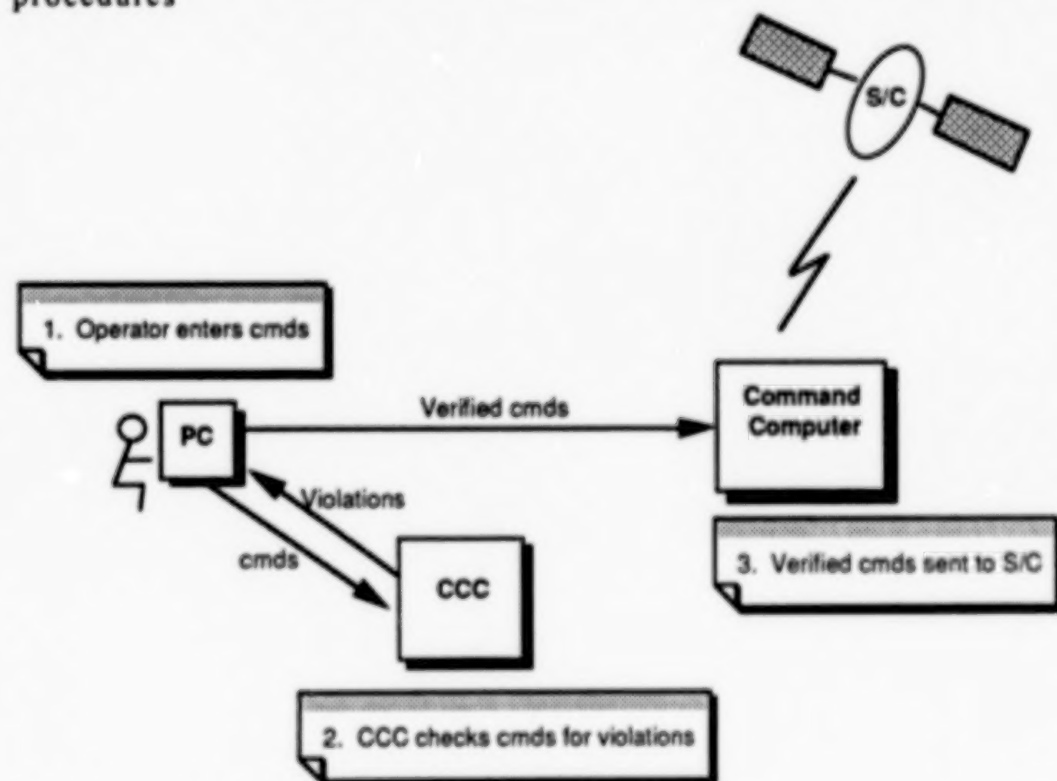 procedures
S/C
1. Operator enters cmds
PC
Verified cmds
Command
Computer
Violations
cmds
CCC
3. Verified cmds sent to S/C
2. CCC checks cmds for violations